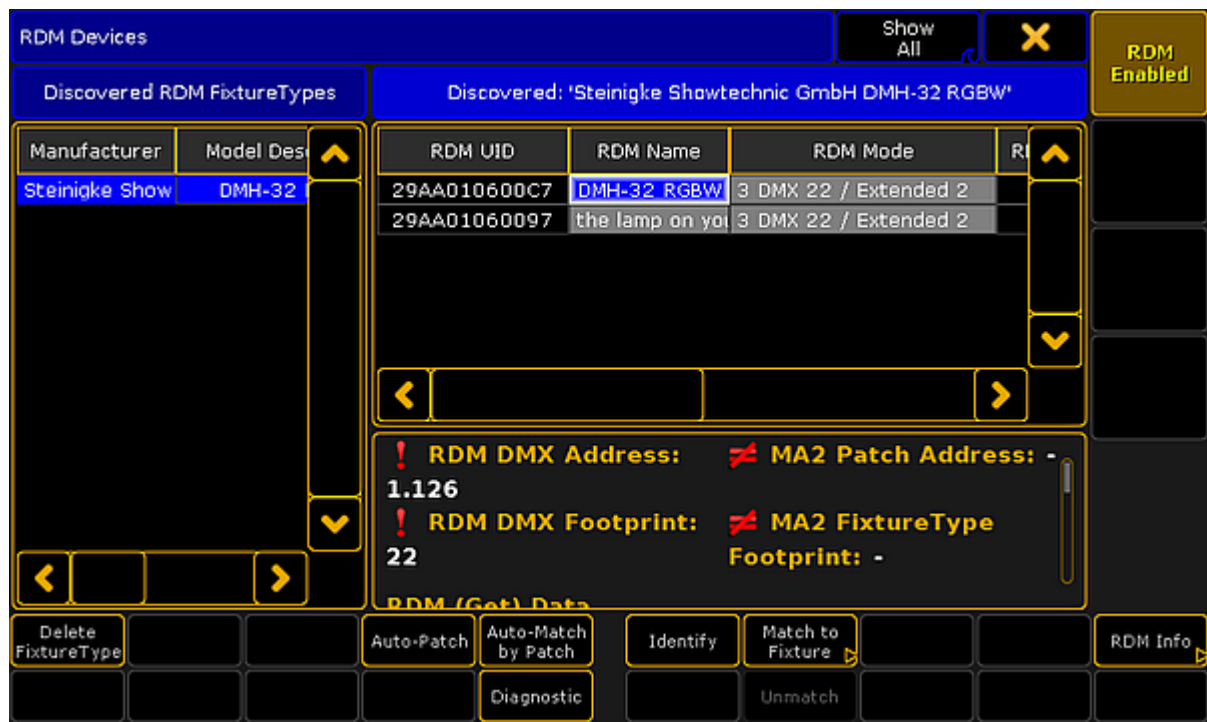 RDM Devices
Show
All
RDM
Enabled
Discovered RDM FixtureTypes
Discovered: 'Steinigke Showtechnic GmbH DMH-32 RGBW'
Manufacturer Model
RDM UID RDM Name RDM Mode
Steinigke Show DMH-32
29AA010600C7 DMH-32 RGBW 3 DMX 22 / Extended 2
29AA01060097 the lamp on 3 DMX 22 / Extended 2
! RDM DMX Address: ≠ MA2 Patch Address: -
1.126
! RDM DMX Footprint: ≠ MA2 FixtureType
22 Footprint: -
RDM (Get) Data
Delete
FixtureType
Auto-Patch
Auto-Match
by Patch
Identify
Match to
Fixture
RDM Info
Diagnostic
Unmatch